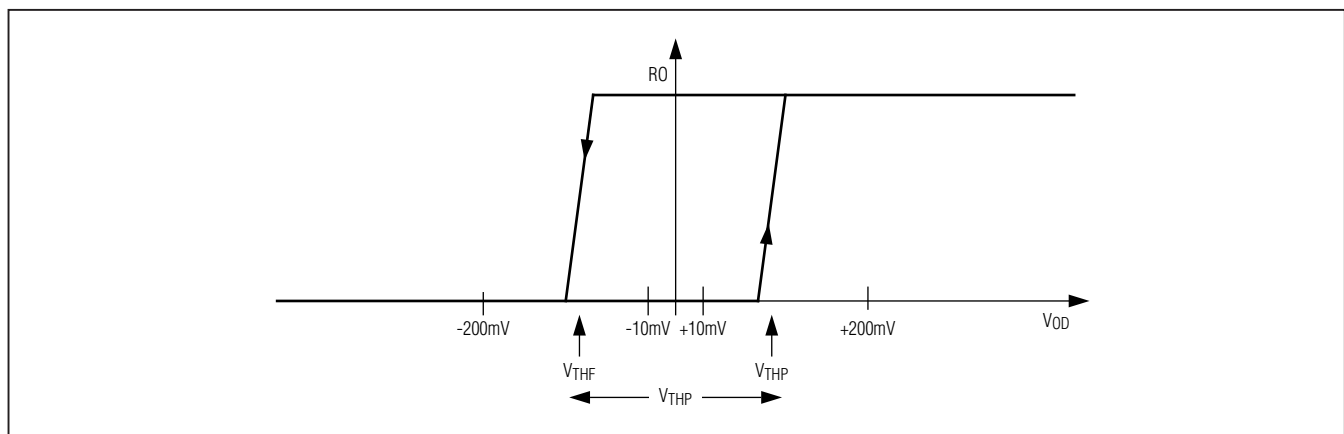 RO
-200mV
-10mV
+10mV
+200mV
VOD
VTHF
VTHP
VTHP